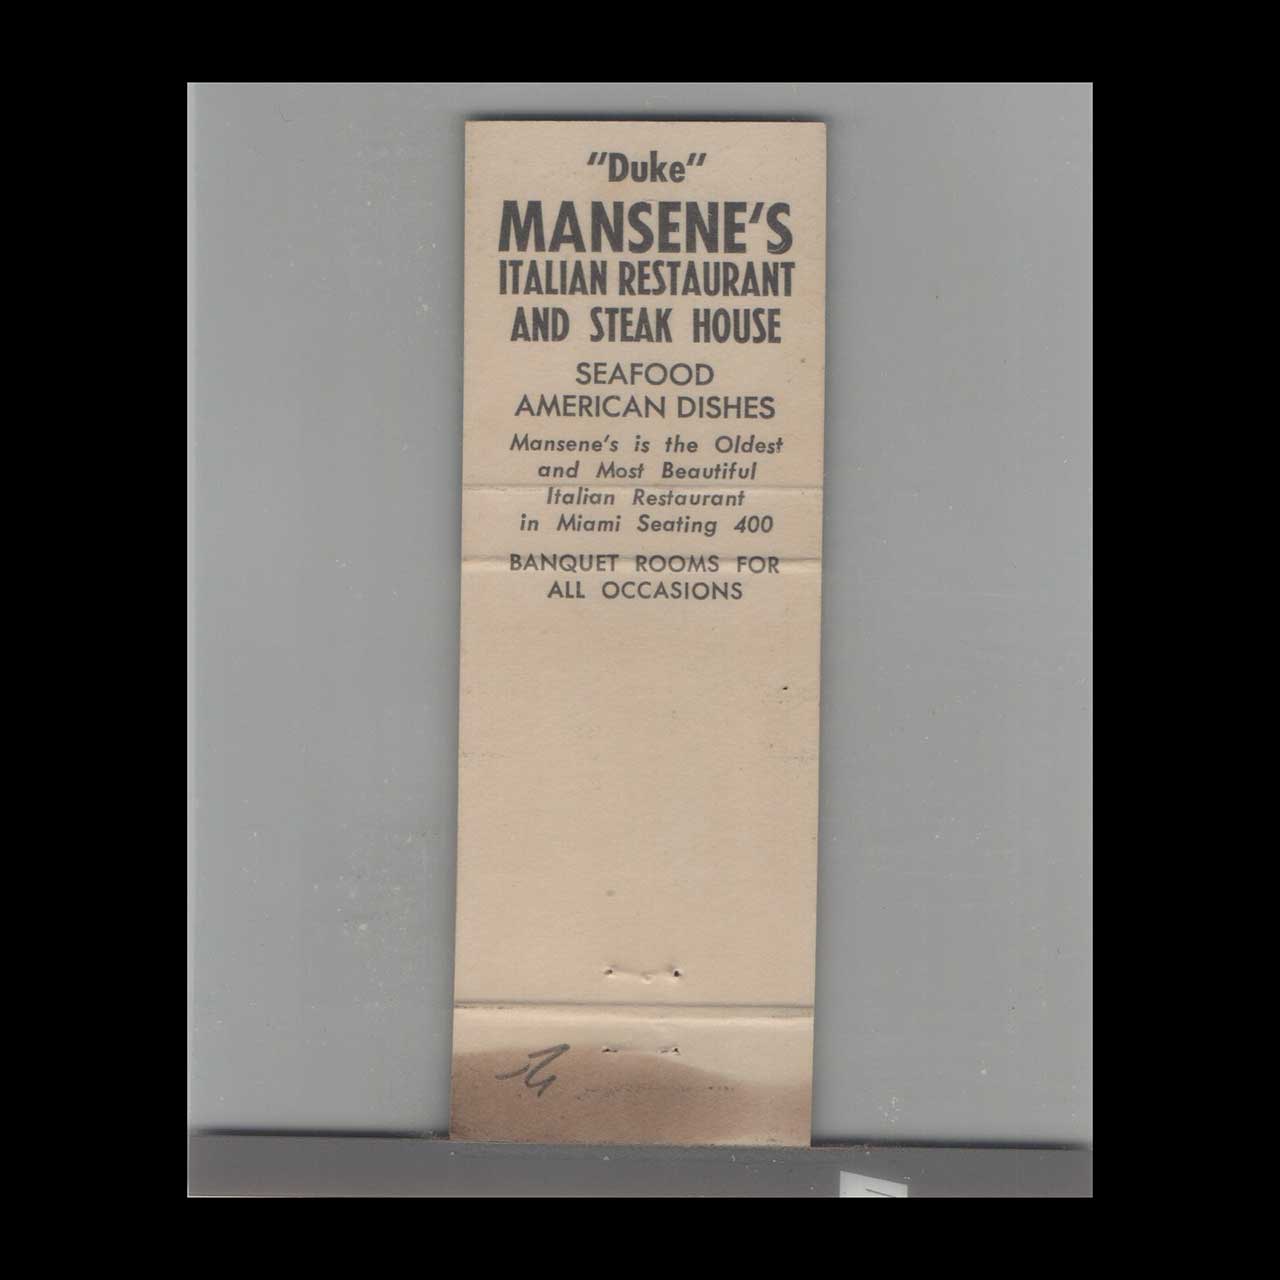 "Duke"
MANSENE'S
ITALIAN RESTAURANT
AND STEAK HOUSE
SEAFOOD
AMERICAN DISHES
Mansene's is the Oldest
and Most Beautiful
Italian Restaurant
in Miami Seating 400
BANQUET ROOMS FOR
ALL OCCASIONS